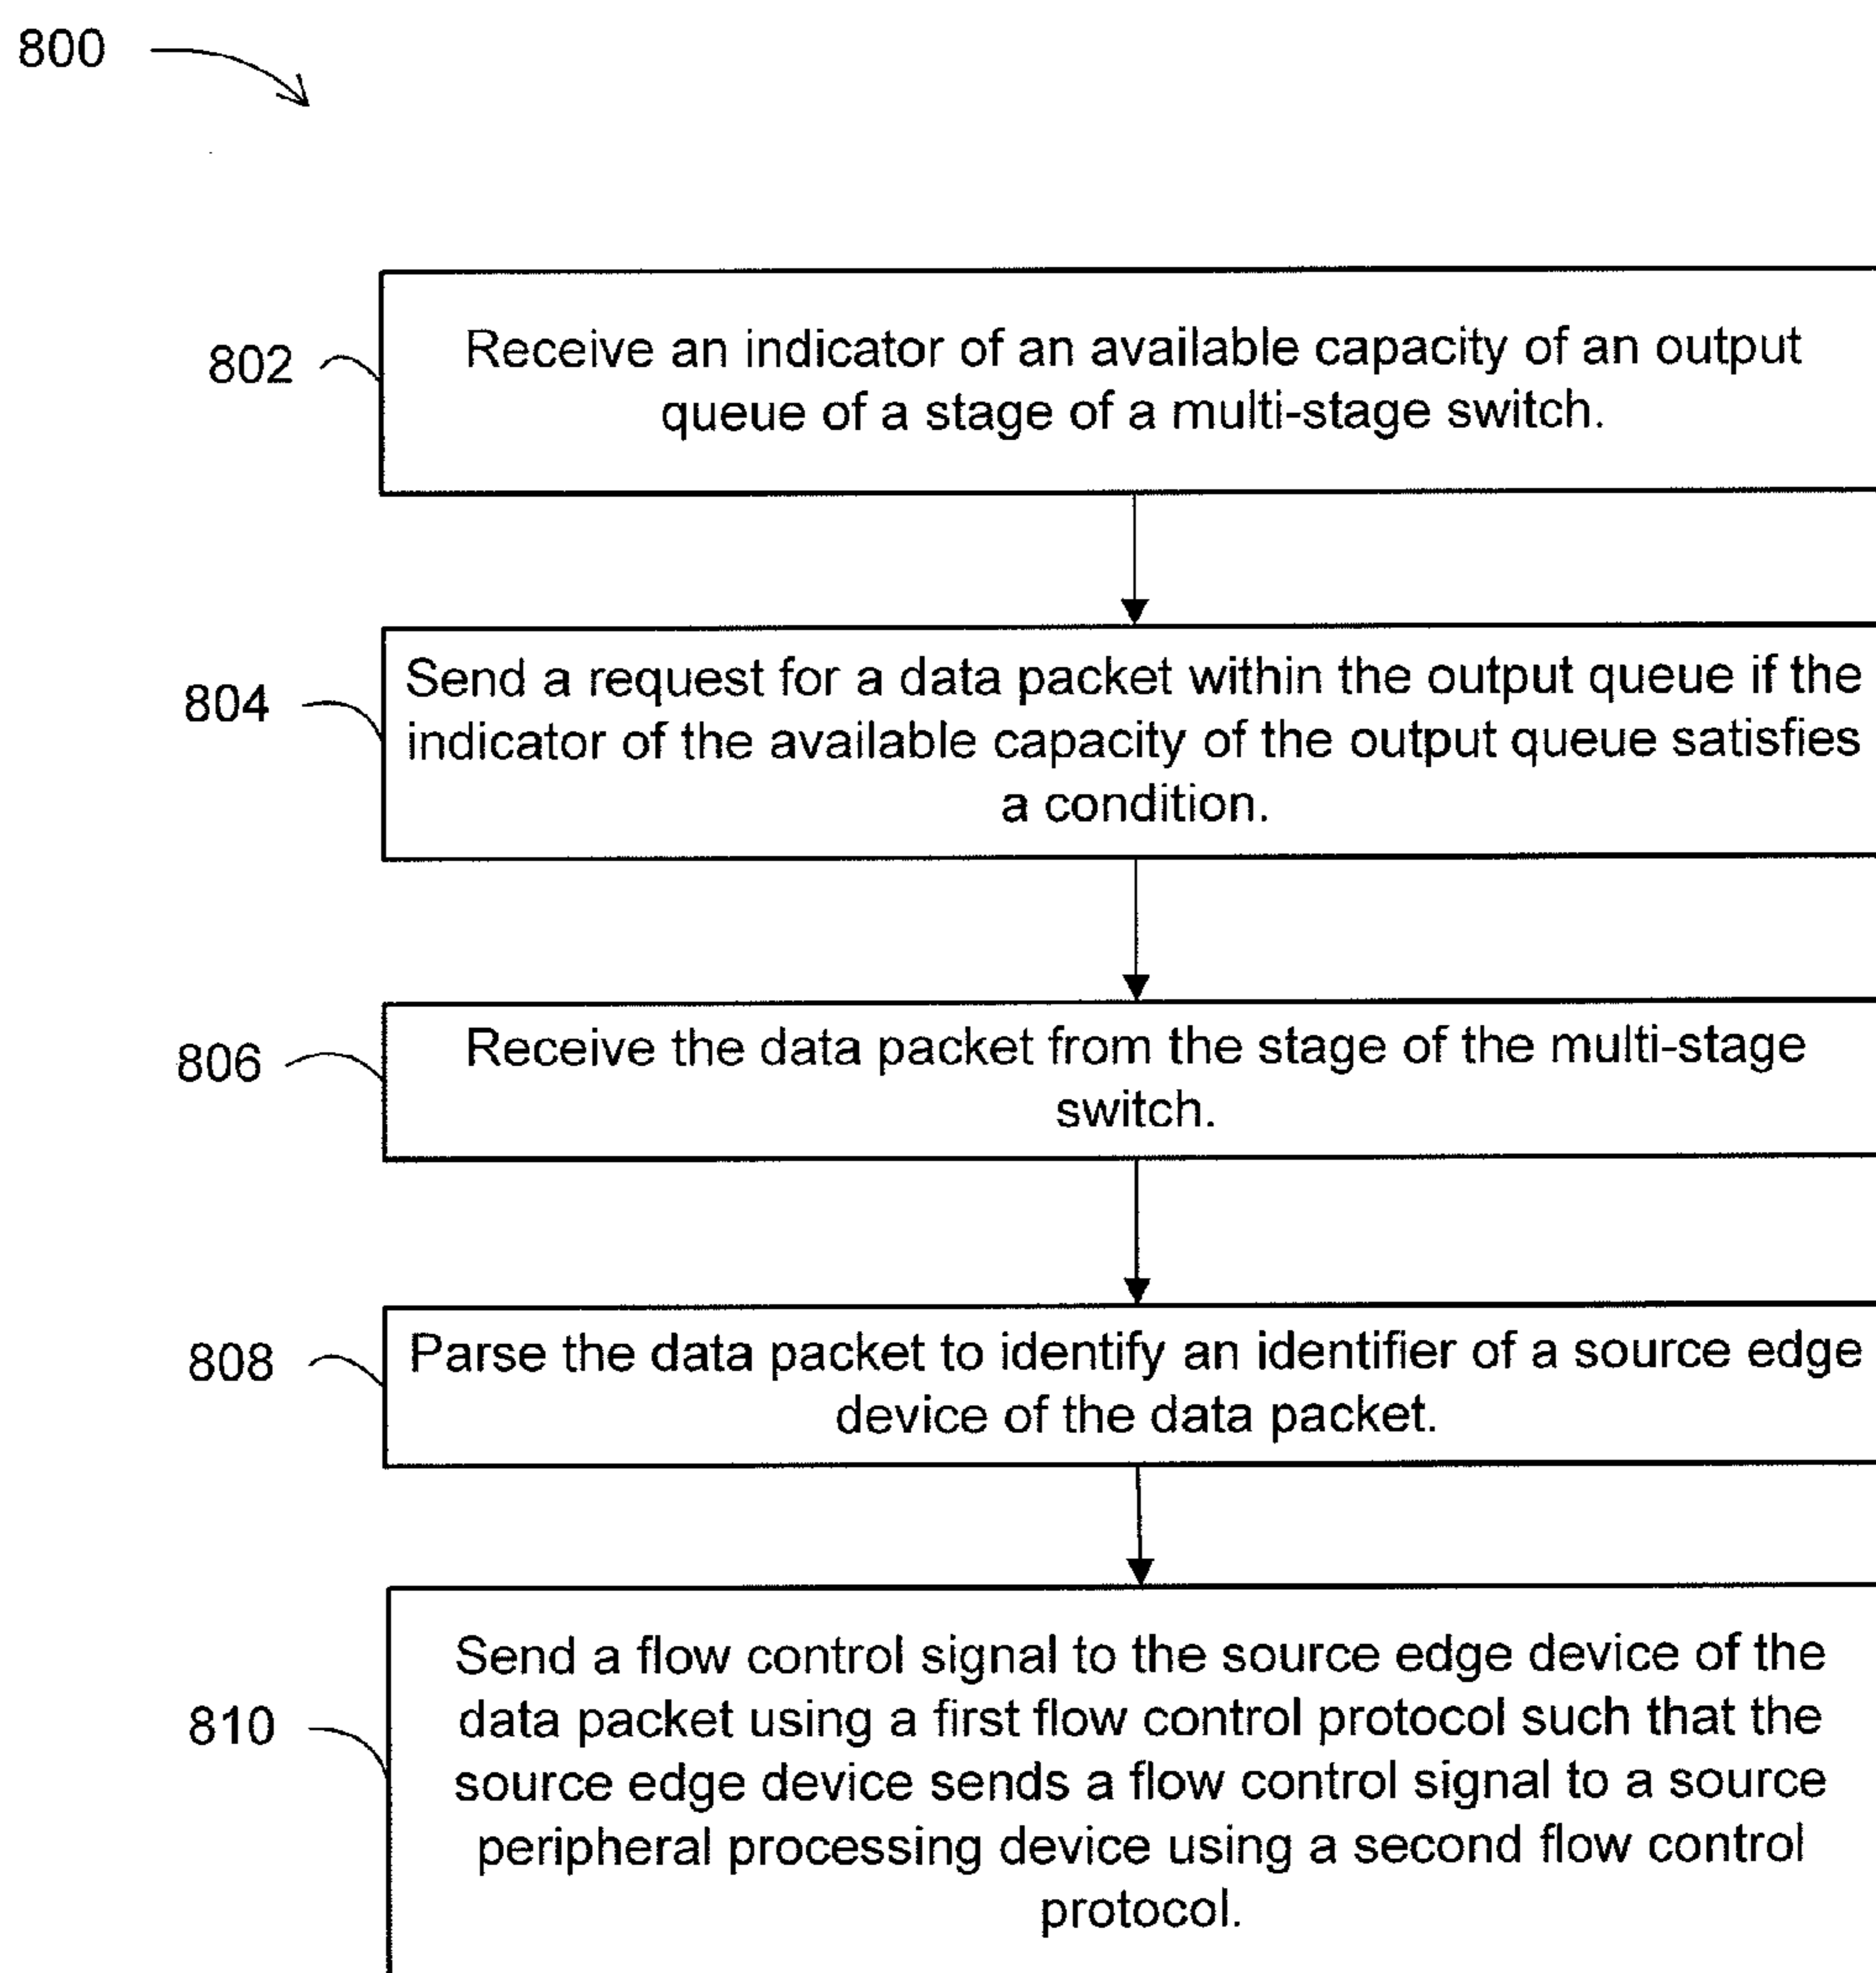 800
802
Receive an indicator of an available capacity of an output
queue of a stage of a multi-stage switch.
804
Send a request for a data packet within the output queue if the
indicator of the available capacity of the output queue satisfies
a condition.
806
Receive the data packet from the stage of the multi-stage
switch.
808
Parse the data packet to identify an identifier of a source edge
device of the data packet.
810
Send a flow control signal to the source edge device of the
data packet using a first flow control protocol such that the
source edge device sends a flow control signal to a source
peripheral processing device using a second flow control
protocol.